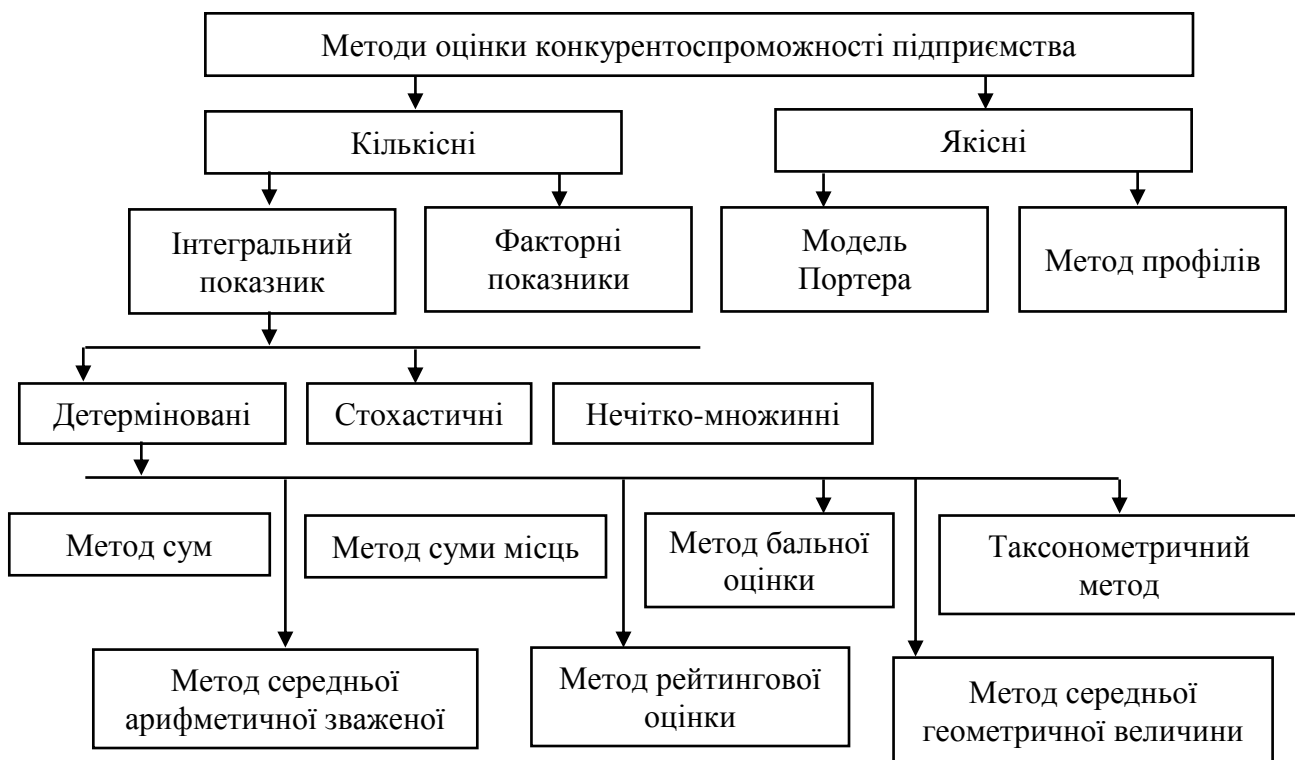 Методи оцінки конкурентоспроможності підприємства
Кількісні
Якісні
Інтегральний
показник
Факторні
показники
Модель
Портера
Метод профілів
Детерміновані
Стохастичні
Нечітко-множинні
Метод сум
Метод суми місць
Метод бальної
оцінки
Таксонометричний
метод
Метод середньої
арифметичної зваженої
Метод рейтингової
оцінки
Метод середньої
геометричної величини